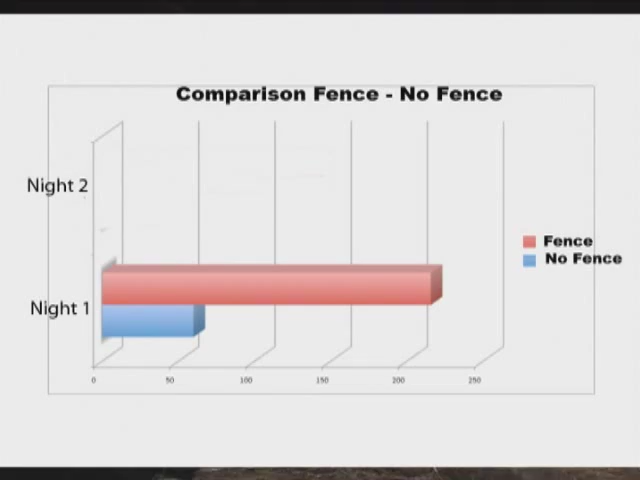 Comparison Fence - No Fence
Night 2
Fence
No Fence
Night 1
0 50 100 150 200 250